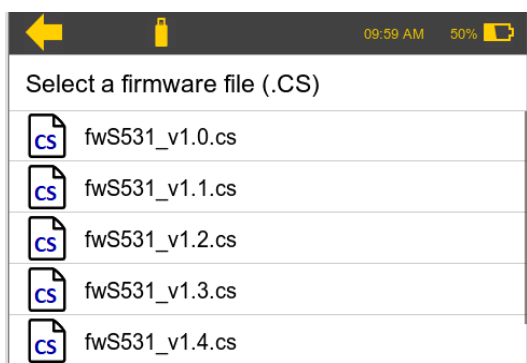 09:59 AM 50%
Select a firmware file (.CS)
CS fwS531_v1.0.cs
CS fwS531_v1.1.cs
CS fwS531_v1.2.cs
CS fwS531_v1.3.cs
CS fwS531_v1.4.cs